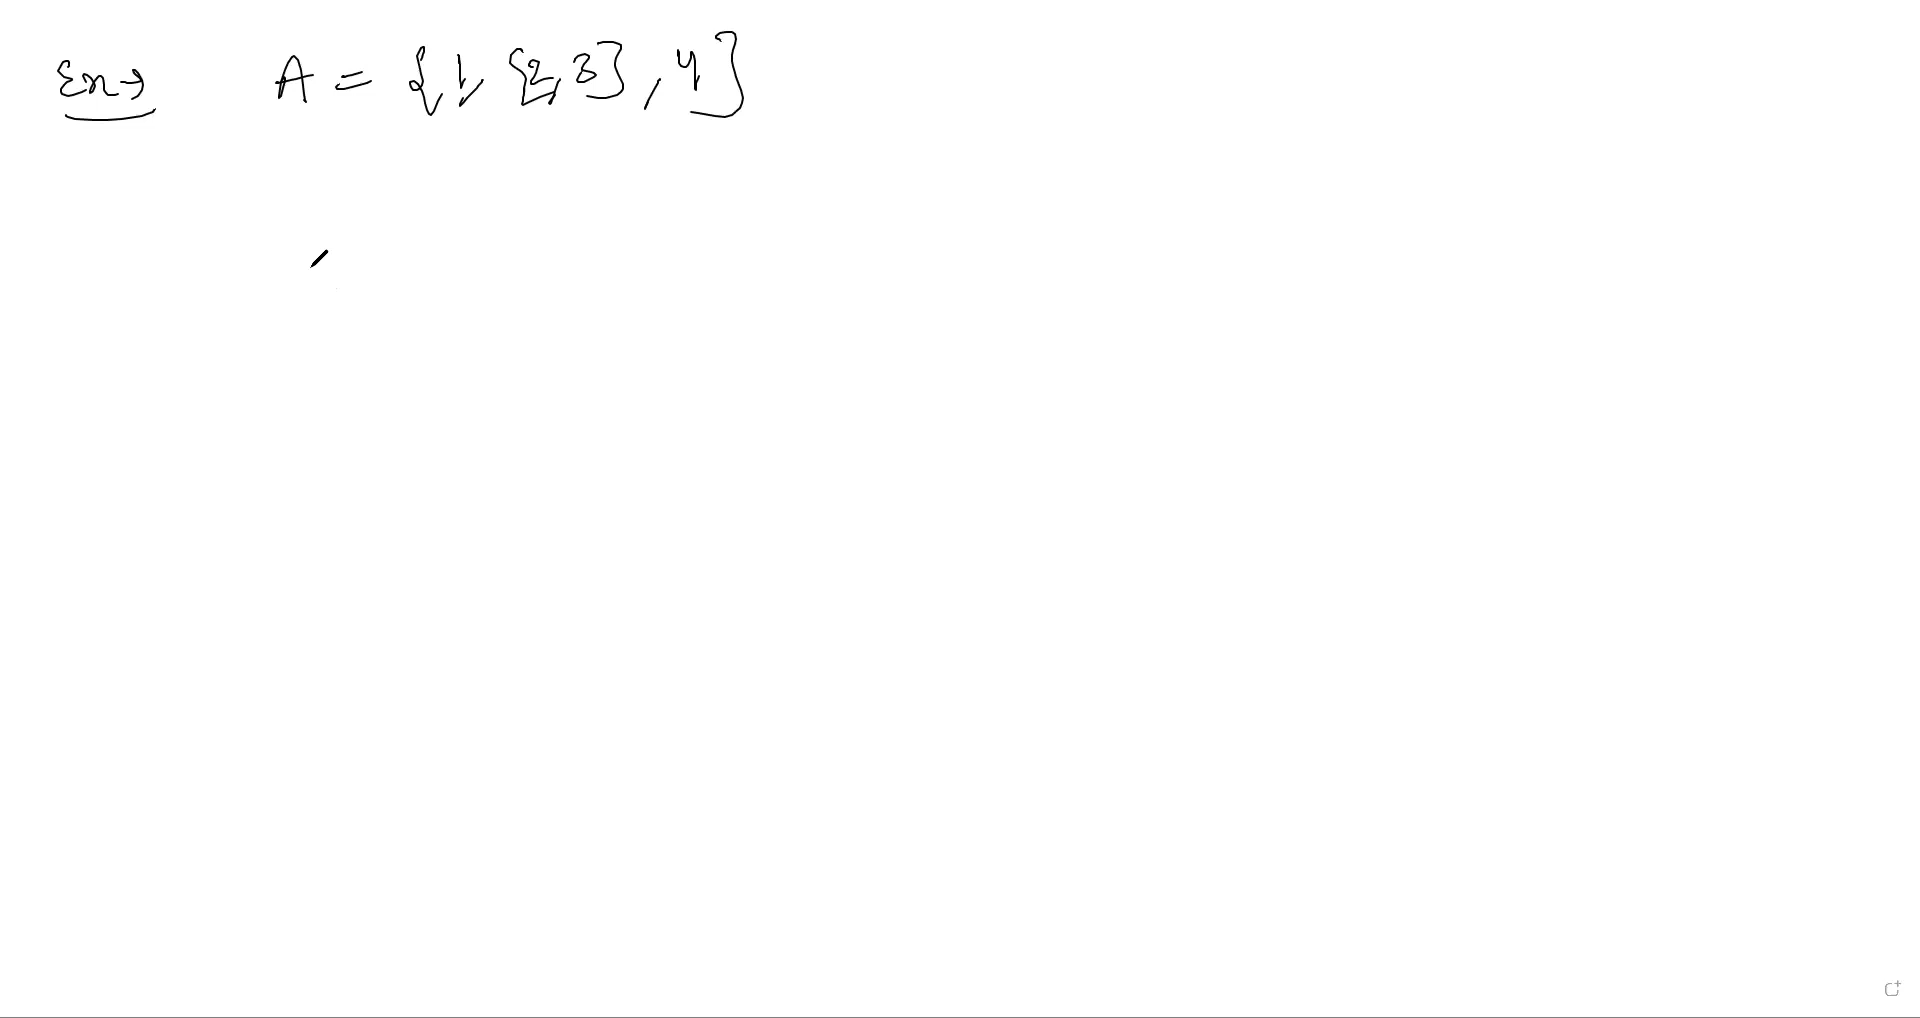 Ex→ A = {1, {2,3}, 4}